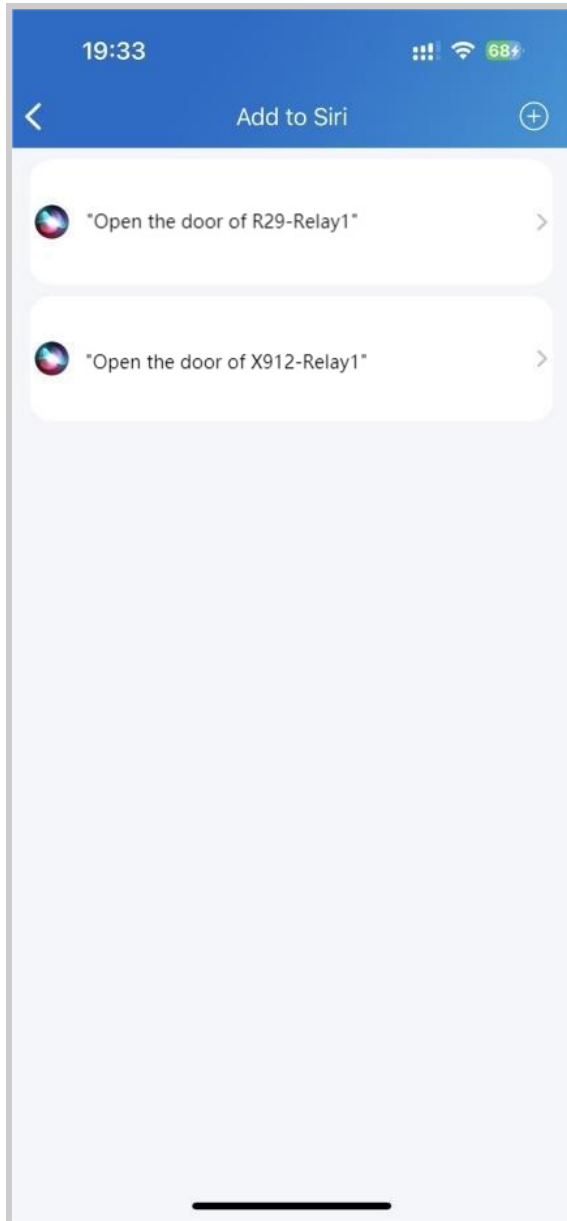 19:33
68
Add to Siri
"Open the door of R29-Relay1"
"Open the door of X912-Relay1"